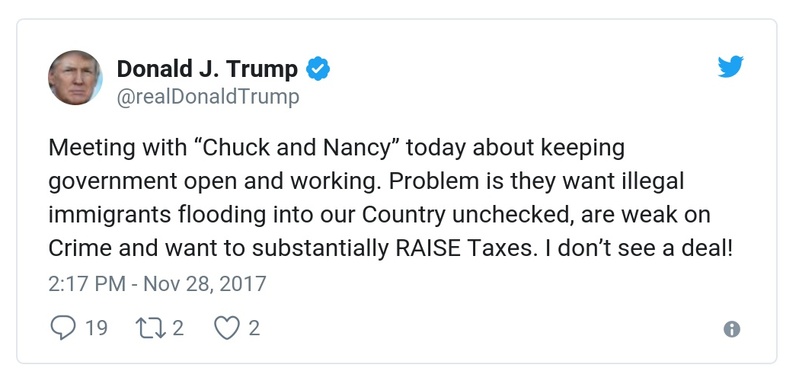 Donald J. Trump
@realDonaldTrump
Meeting with “Chuck and Nancy” today about keeping
government open and working. Problem is they want illegal
immigrants flooding into our Country unchecked, are weak on
Crime and want to substantially RAISE Taxes. I don’t see a deal!
2:17 PM - Nov 28, 2017
19 2 2